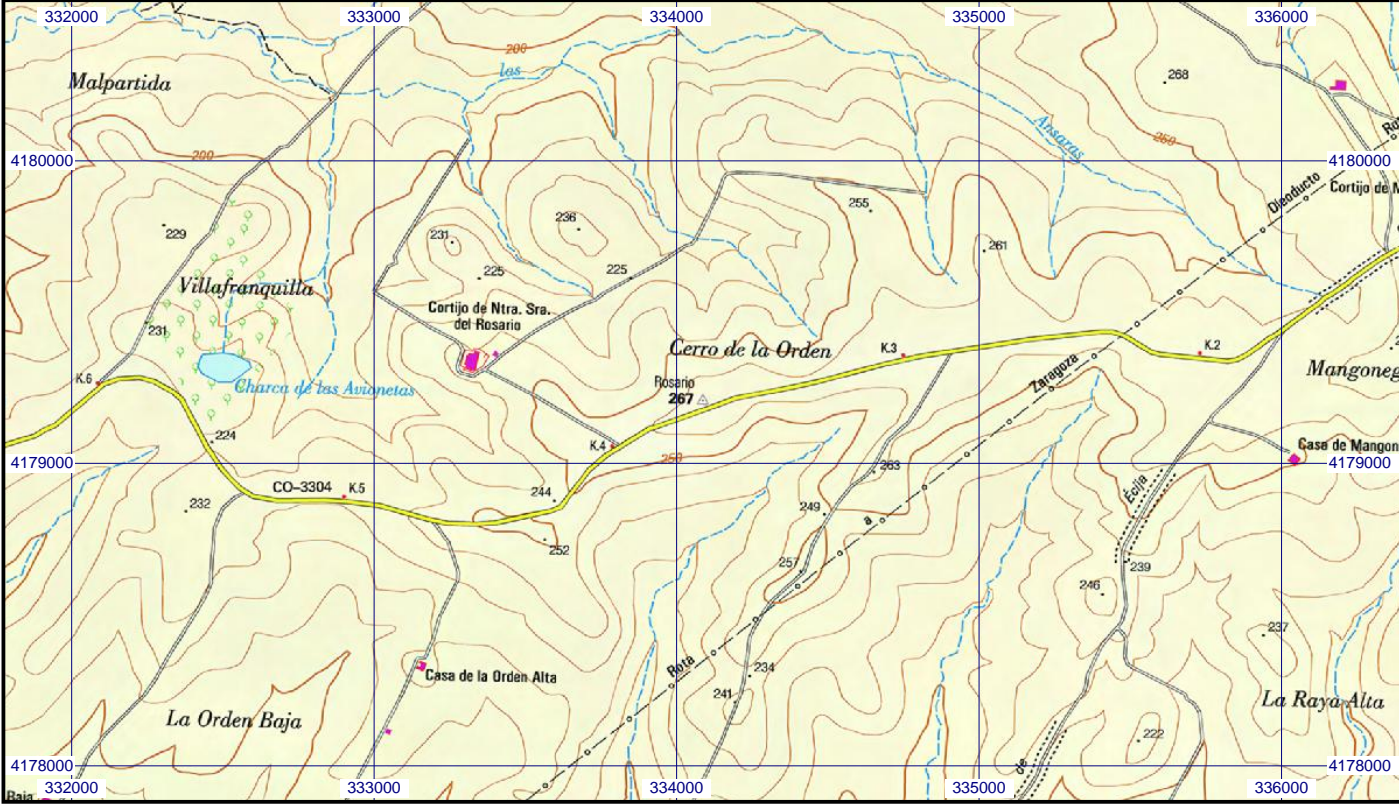 332000
333000
334000
335000
336000
200
las
Malpartida
268
Ansaras
250
4180000
200
4180000
Oleoducto
Cortijo de
255
236
229
231
261
225
225
Villafranquilla
Cortijo de Ntra. Sra.
del Rosario
231
Cerro de la Orden
K.3
K.2
Zaragoza
K.6
Charca de las Avionetas
Rosario
267
224
K.4
250
Casa de
4179000
4179000
263
CO-3304
K.5
244
Écija
232
249
a
252
257
239
246
237
Rota
Casa de la Orden Alta
234
241
La Orden Baja
La Raya Alta
222
de
4178000
4178000
332000
333000
334000
335000
336000
Baja